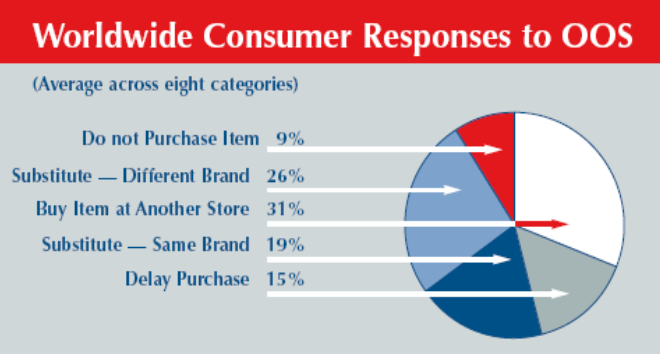 Worldwide Consumer Responses to OOS
(Average across eight categories)
Do not Purchase Item 9%
Substitute — Different Brand 26%
Buy Item at Another Store 31%
Substitute — Same Brand 19%
Delay Purchase 15%